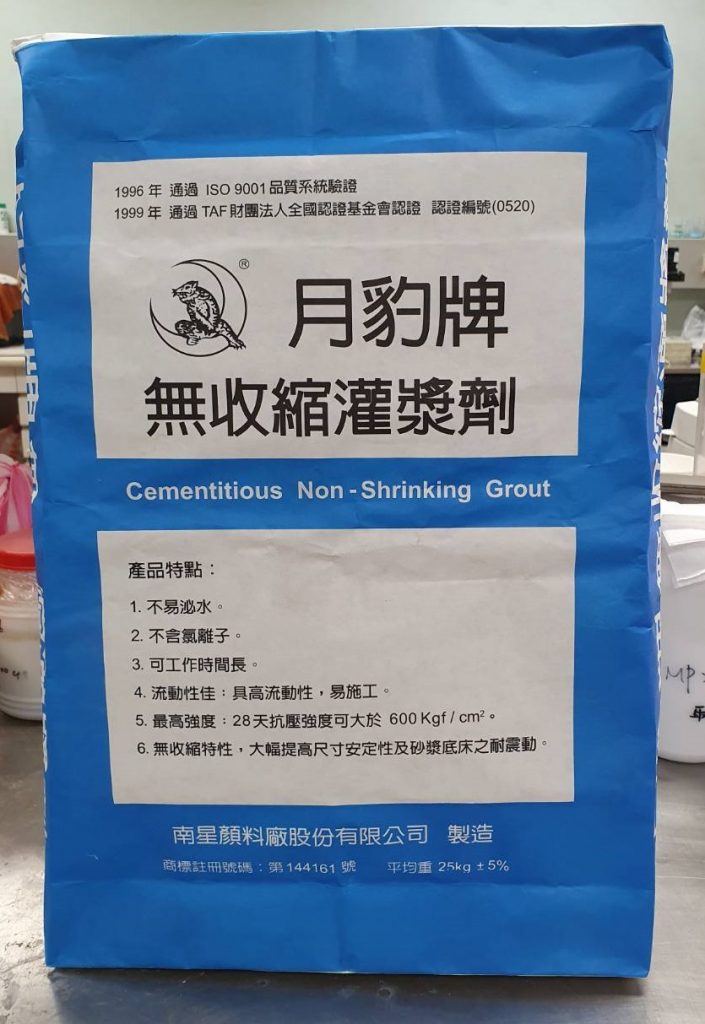 1996 年 通過 ISO 9001 品質系統驗證
1999 年 通過 TAF 財團法人全國認證基金會認證 認證編號(0520)
®
月豹牌
無收縮灌漿劑
Cementitious Non-Shrinking Grout
產品特點：
1. 不易泌水。
2. 不含氯離子。
3. 可工作時間長。
4. 流動性佳：具高流動性，易施工。
5. 最高強度：28天抗壓強度可大於 600 Kgf / cm²。
6. 無收縮特性，大幅提高尺寸安定性及砂漿底床之耐震動。
南星顏料廠股份有限公司 製造
商標註冊號碼：第 144161 號 平均重 25kg ± 5%
MP